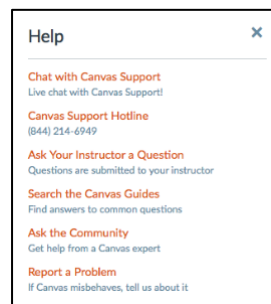 Help ×
Chat with Canvas Support
Live chat with Canvas Support!
Canvas Support Hotline
(844) 214-6949
Ask Your Instructor a Question
Questions are submitted to your instructor
Search the Canvas Guides
Find answers to common questions
Ask the Community
Get help from a Canvas expert
Report a Problem
If Canvas misbehaves, tell us about it